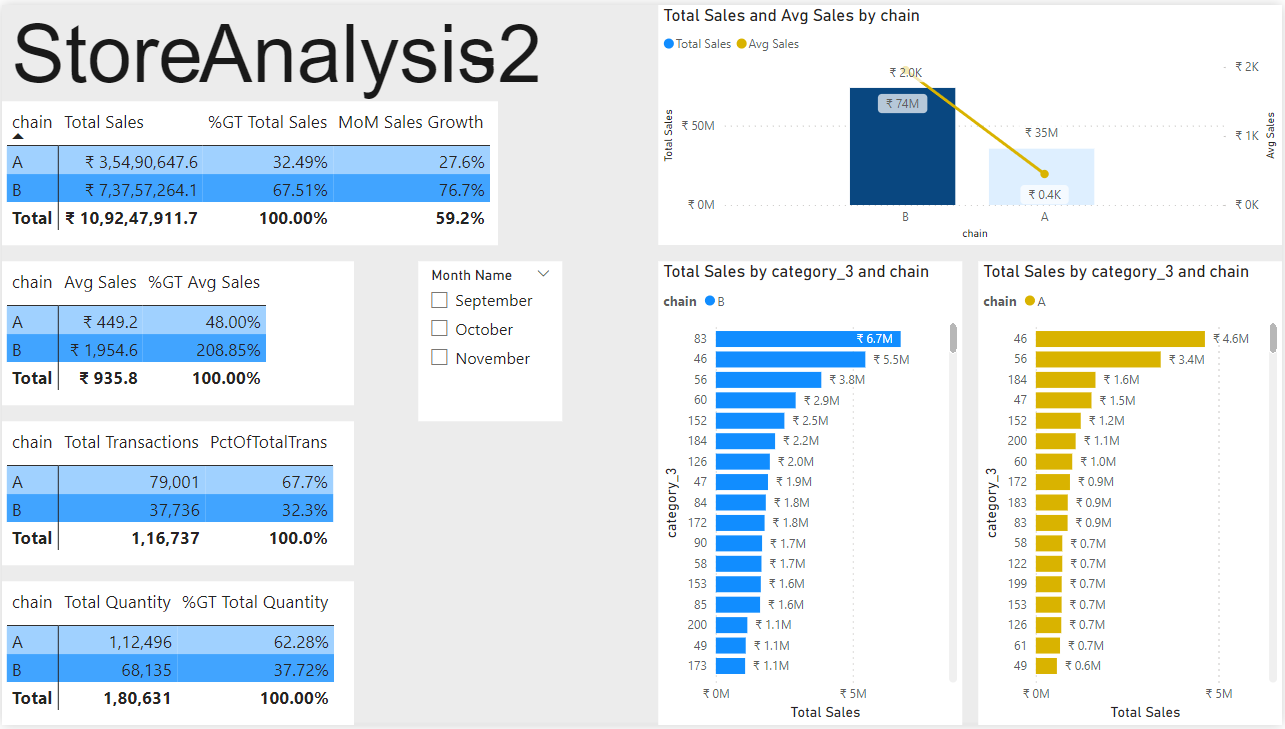 StoreAnalysis2
chain Total Sales %GT Total Sales MoM Sales Growth
A ₹ 3,54,90,647.6 32.49% 27.6%
B ₹ 7,37,57,264.1 67.51% 76.7%
Total ₹ 10,92,47,911.7 100.00% 59.2%
chain Avg Sales %GT Avg Sales
A ₹ 449.2 48.00%
B ₹ 1,954.6 208.85%
Total ₹ 935.8 100.00%
Month Name
September
October
November
chain Total Transactions PctOfTotalTrans
A 79,001 67.7%
B 37,736 32.3%
Total 1,16,737 100.0%
chain Total Quantity %GT Total Quantity
A 1,12,496 62.28%
B 68,135 37.72%
Total 1,80,631 100.00%
Total Sales and Avg Sales by chain
Total Sales Avg Sales
Total Sales
₹ 50M
₹ 0M
₹ 2.0K
₹ 74M
₹ 35M
₹ 0.4K
₹ 2K
₹ 1K
₹ 0K
Avg Sales
B A
chain
Total Sales by category_3 and chain
chain B
category_3
83 ₹ 6.7M
46 ₹ 5.5M
56 ₹ 3.8M
60 ₹ 2.9M
152 ₹ 2.5M
184 ₹ 2.2M
126 ₹ 2.0M
47 ₹ 1.9M
84 ₹ 1.8M
172 ₹ 1.8M
90 ₹ 1.7M
58 ₹ 1.7M
153 ₹ 1.6M
85 ₹ 1.6M
200 ₹ 1.1M
49 ₹ 1.1M
173 ₹ 1.1M
₹ 0M ₹ 5M
Total Sales
Total Sales by category_3 and chain
chain A
category_3
46 ₹ 4.6M
56 ₹ 3.4M
184 ₹ 1.6M
47 ₹ 1.5M
152 ₹ 1.2M
200 ₹ 1.1M
60 ₹ 1.0M
172 ₹ 0.9M
183 ₹ 0.9M
83 ₹ 0.9M
58 ₹ 0.7M
122 ₹ 0.7M
199 ₹ 0.7M
153 ₹ 0.7M
126 ₹ 0.7M
61 ₹ 0.7M
49 ₹ 0.6M
₹ 0M ₹ 5M
Total Sales